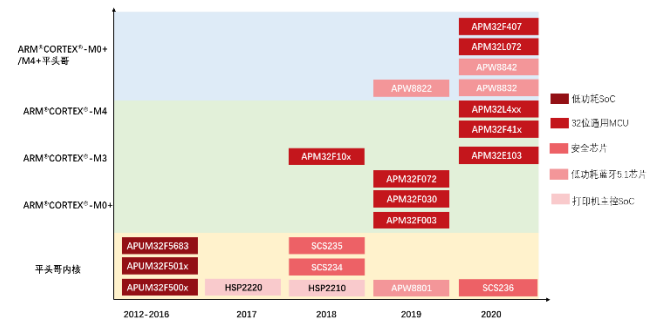 APM32F407
ARM®CORTEX®-M0+
/M4+平头哥
APM32L072
APW8842
APW8822
APW8832
低功耗SoC
ARM®CORTEX®-M4
APM32L4xx
32位通用MCU
APM32F41x
安全芯片
ARM®CORTEX®-M3
APM32F10x
APM32E103
低功耗蓝牙5.1芯片
APM32F072
打印机主控SoC
ARM®CORTEX®-M0+
APM32F030
APM32F003
平头哥内核
APUM32F5683
SCS235
APUM32F501x
SCS234
APUM32F500x
HSP2220
HSP2210
APW8801
SCS236
2012-2016
2017
2018
2019
2020